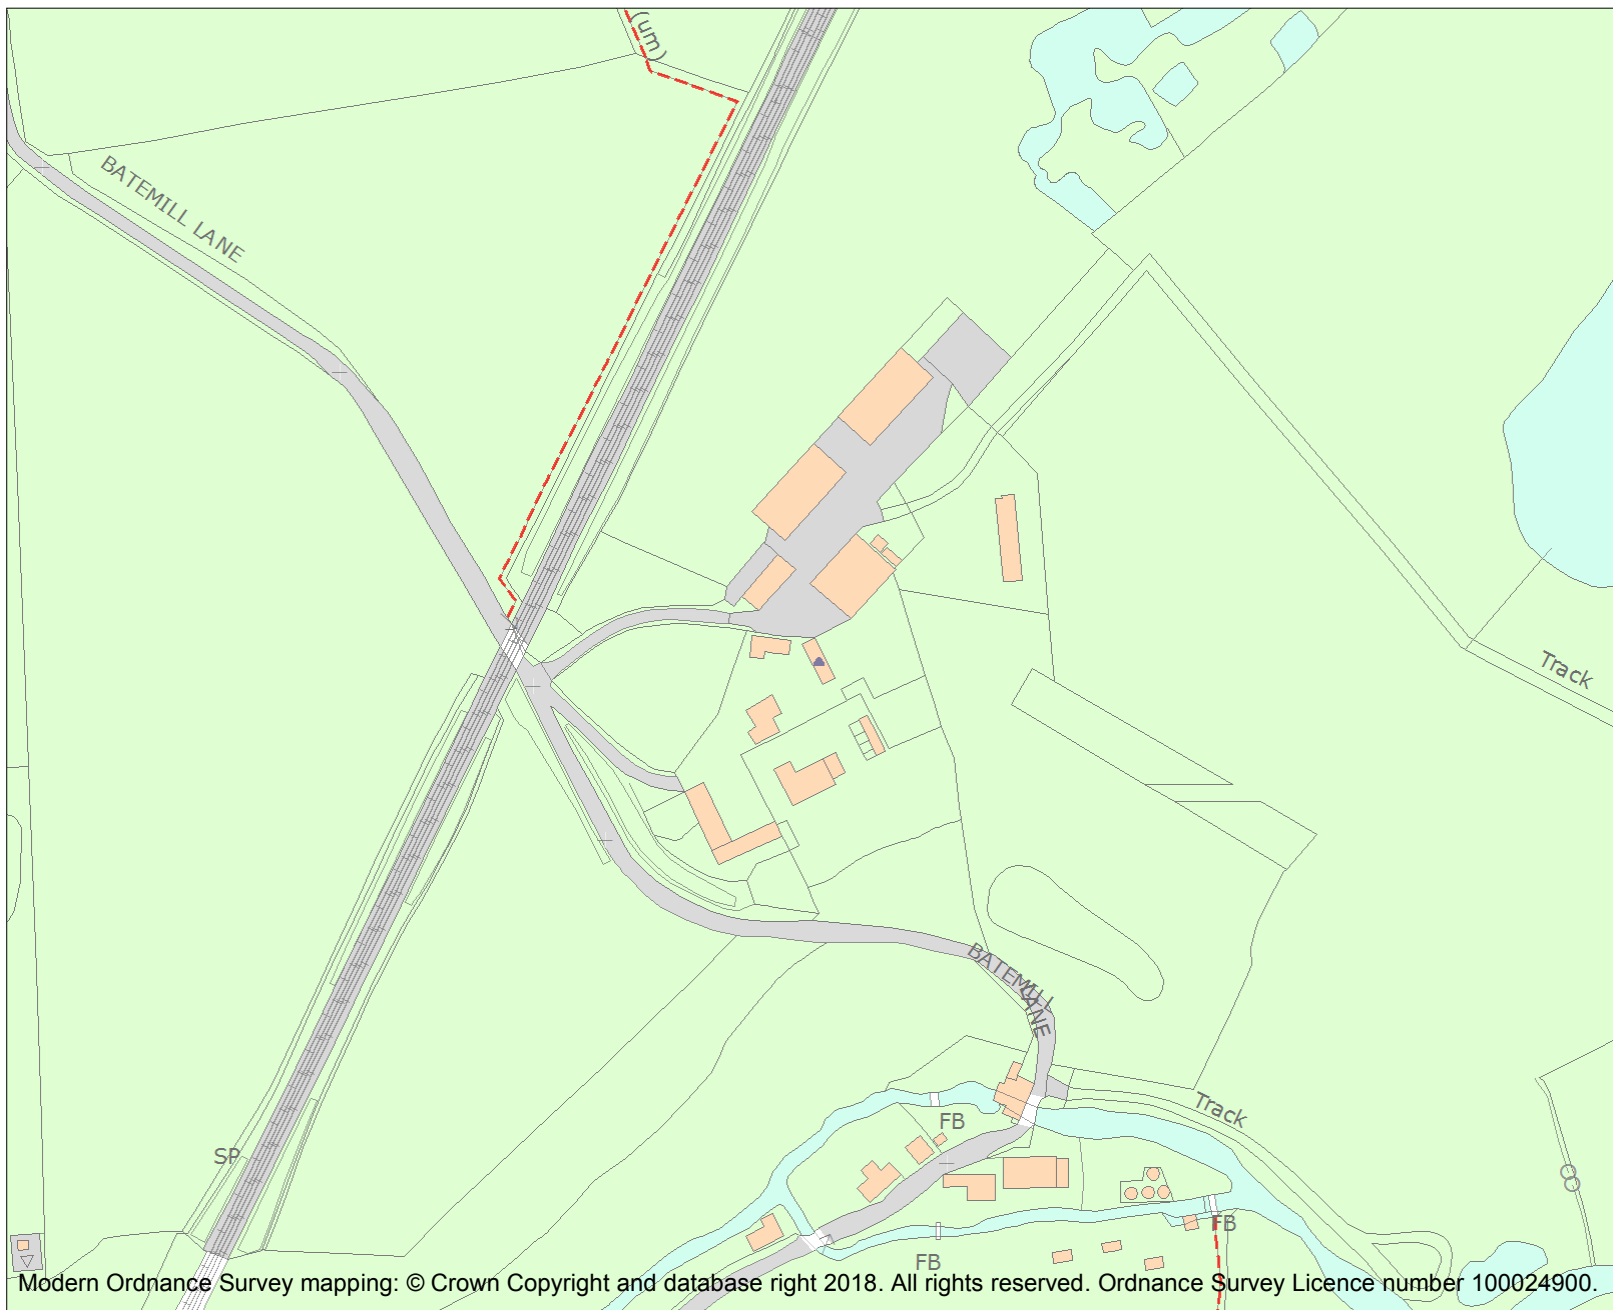 (um)
BATEMILL LANE
Track
BATEMILL
LANE
Track
FB
SP
FB
FB
Modern Ordnance Survey mapping: © Crown Copyright and database right 2018. All rights reserved. Ordnance Survey Licence number 100024900.